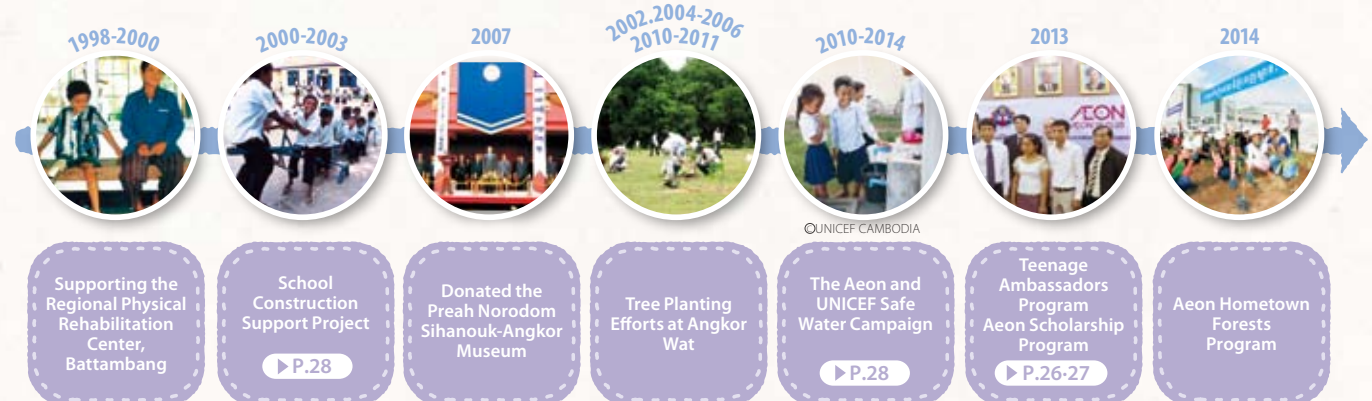 1998-2000
2000-2003
2007
2002.2004-2006
2010-2011
2010-2014
2013
2014
ÆON
©UNICEF CAMBODIA
Supporting the
Regional Physical
Rehabilitation
Center,
Battambang
School
Construction
Support Project
▶P.28
Donated the
Preah Norodom
Sihanouk-Angkor
Museum
Tree Planting
Efforts at Angkor
Wat
The Aeon and
UNICEF Safe
Water Campaign
▶P.28
Teenage
Ambassadors
Program
Aeon Scholarship
Program
▶P.26·27
Aeon Hometown
Forests
Program